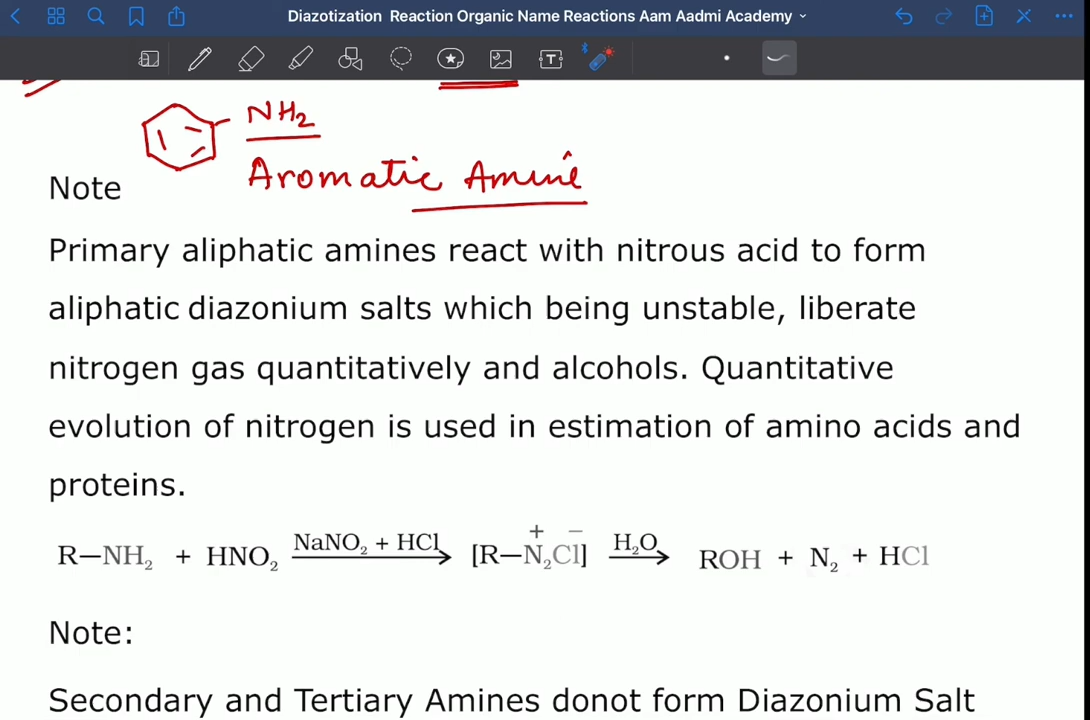 Diazotization Reaction Organic Name Reactions Aam Aadmi Academy
NH2
Aromatic Amine
Note
Primary aliphatic amines react with nitrous acid to form
aliphatic diazonium salts which being unstable, liberate
nitrogen gas quantitatively and alcohols. Quantitative
evolution of nitrogen is used in estimation of amino acids and
proteins.
R—NH₂ + HNO₂ NaNO₂ + HCl → [R—N₂⁺Cl⁻] H₂O → ROH + N₂ + HCl
Note:
Secondary and Tertiary Amines donot form Diazonium Salt